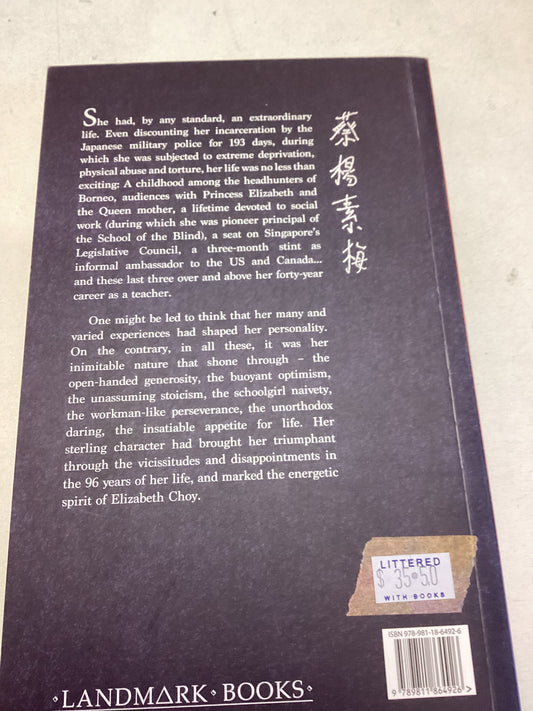 She had, by any standard, an extraordinary
life. Even discounting her incarceration by the
Japanese military police for 193 days, during
which she was subjected to extreme deprivation,
physical abuse and torture, her life was no less than
exciting: A childhood among the headhunters of
Borneo, audiences with Princess Elizabeth and
the Queen mother, a lifetime devoted to social
work (during which she was pioneer principal of
the School of the Blind), a seat on Singapore's
Legislative Council, a three-month stint as
informal ambassador to the US and Canada...
and these last three over and above her forty-year
career as a teacher.
One might be led to think that her many and
varied experiences had shaped her personality.
On the contrary, in all these, it was her
inimitable nature that shone through – the
open-handed generosity, the buoyant optimism,
the unassuming stoicism, the schoolgirl naivety,
the workman-like perseverance, the unorthodox
daring, the insatiable appetite for life. Her
sterling character had brought her triumphant
through the vicissitudes and disappointments in
the 96 years of her life, and marked the energetic
spirit of Elizabeth Choy.
蔡楊素梅
LITTERED
$ 35.50
WITH BOOKS
ISBN 978-981-18-6492-6
9 789811 864926 >
LANDMARK · BOOKS